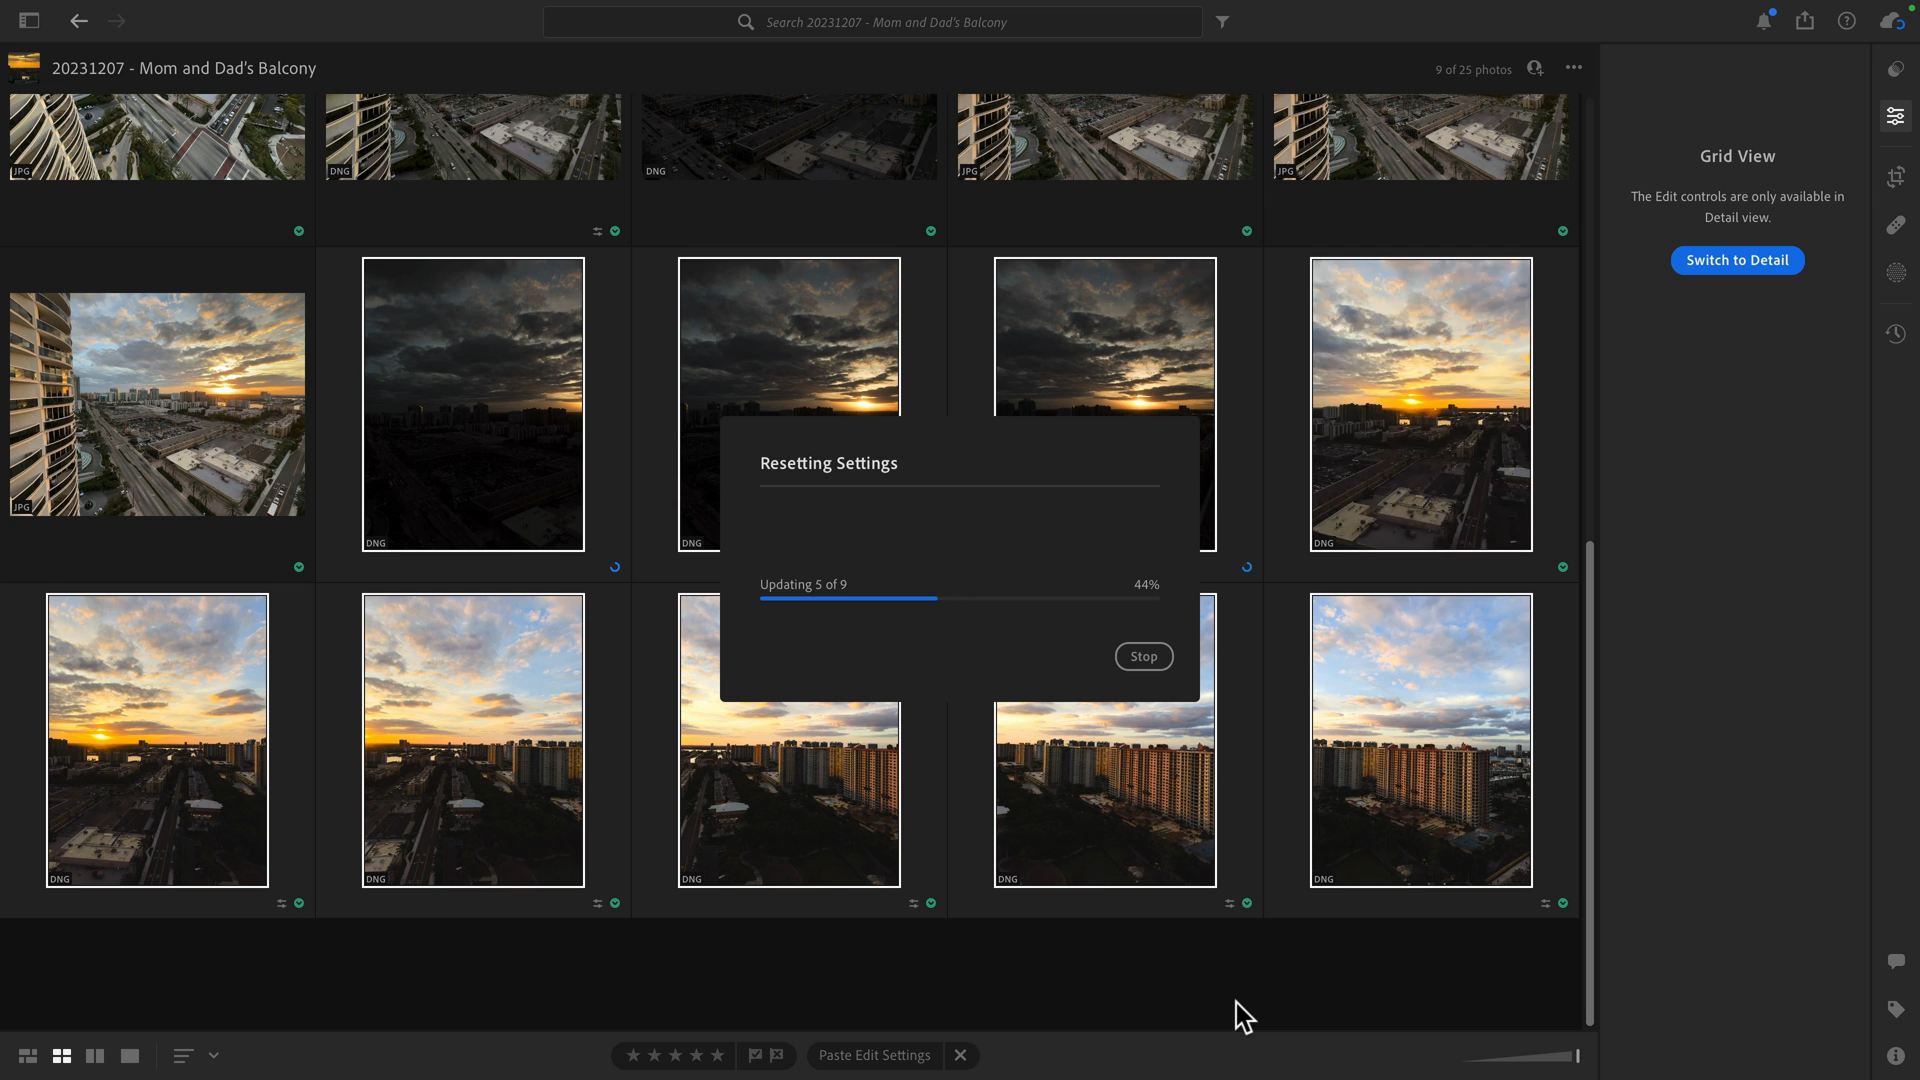 Search 20231207 - Mom and Dad's Balcony
20231207 - Mom and Dad's Balcony
9 of 25 photos
JPG
DNG
DNG
JPG
JPG
Grid View
The Edit controls are only available in
Detail view.
Switch to Detail
JPG
DNG
DNG
DNG
Resetting Settings
Updating 5 of 9
44%
Stop
DNG
DNG
DNG
DNG
DNG
Paste Edit Settings